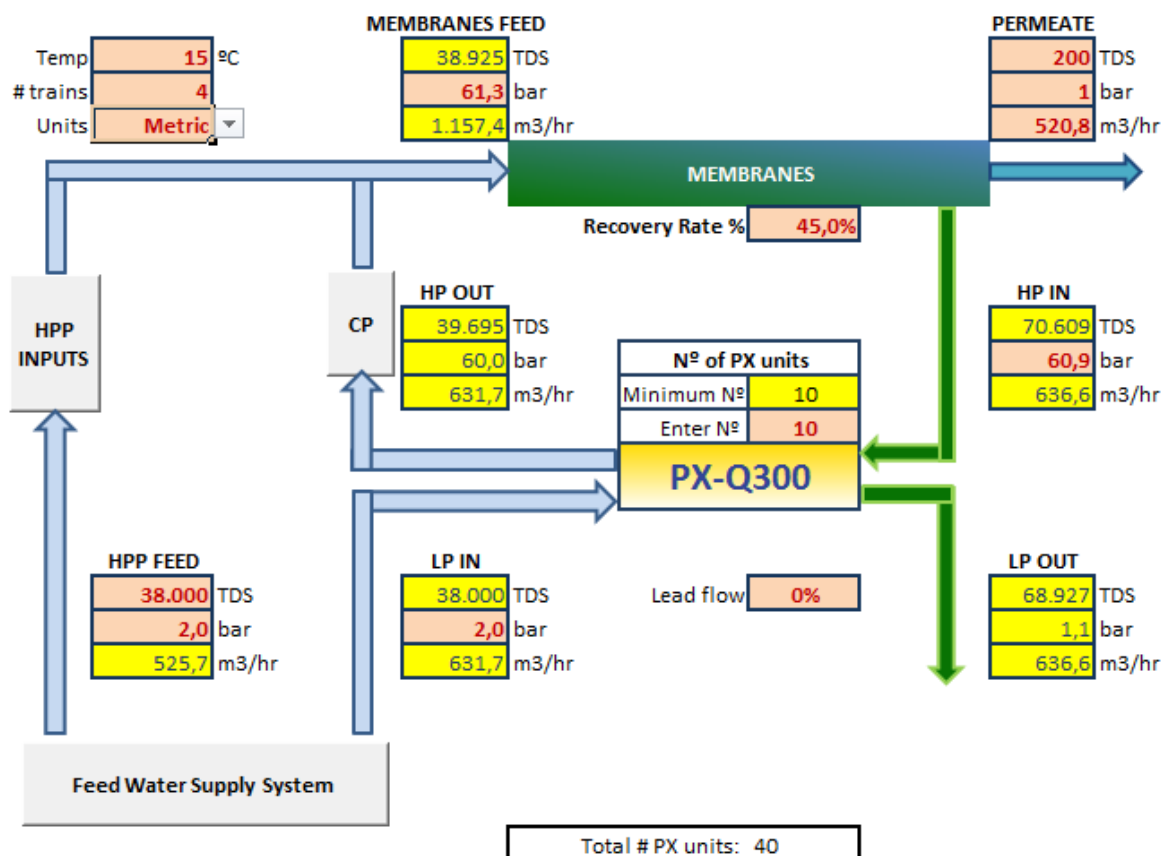 MEMBRANES FEED
PERMEATE
Temp 15 ºC
38.925 TDS
200 TDS
# trains 4
61,3 bar
1 bar
Units Metric
1.157,4 m3/hr
520,8 m3/hr
MEMBRANES
Recovery Rate % 45,0%
HPP INPUTS
CP
HP OUT
39.695 TDS
60,0 bar
631,7 m3/hr
HP IN
70.609 TDS
60,9 bar
636,6 m3/hr
Nº of PX units
Minimum Nº 10
Enter Nº 10
PX-Q300
HPP FEED
38.000 TDS
2,0 bar
525,7 m3/hr
LP IN
38.000 TDS
2,0 bar
631,7 m3/hr
Lead flow 0%
LP OUT
68.927 TDS
1,1 bar
636,6 m3/hr
Feed Water Supply System
Total # PX units: 40